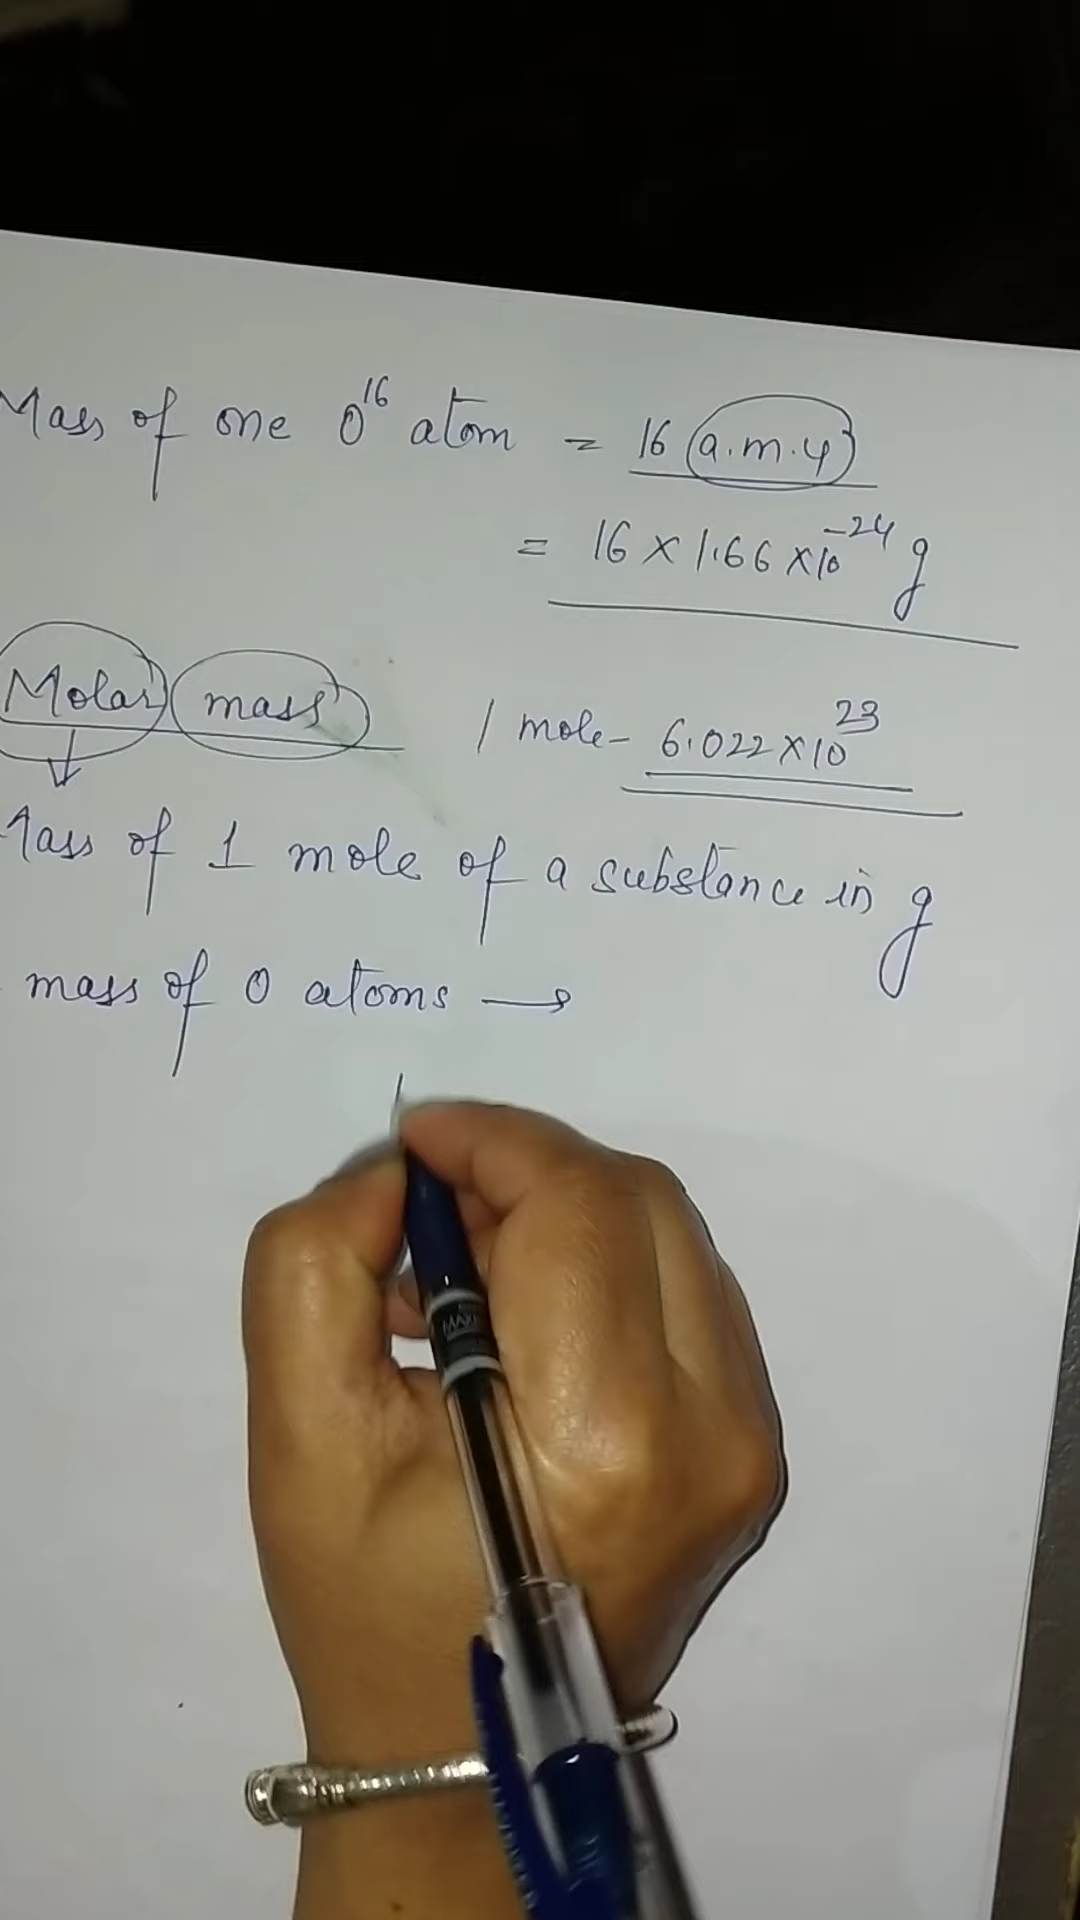 Mass of one O¹⁶ atom = 16 a.m.u
= 16 × 1.66 × 10⁻²⁴ g
Molar mass 1 mole - 6.022 × 10²³
Mass of 1 mole of a substance in g
mass of O atoms →